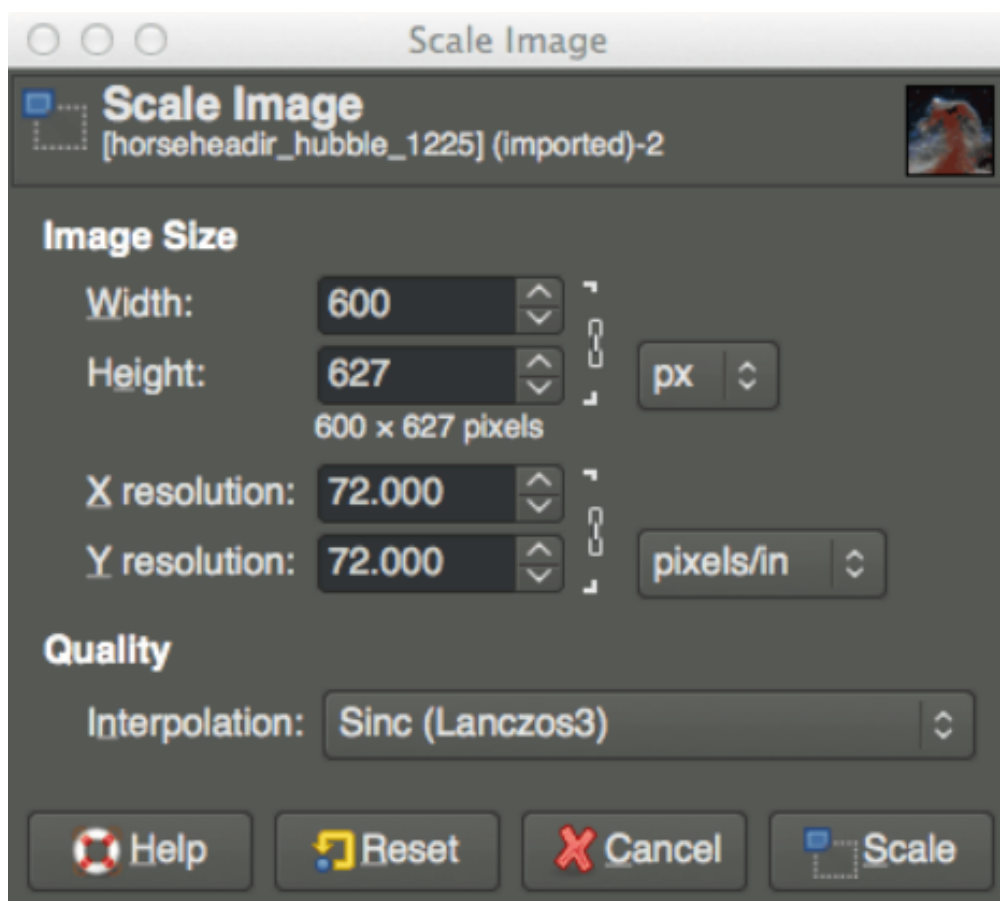 Scale Image
Scale Image
[horseheadir_hubble_1225] (imported)-2
Image Size
Width: 600
Height: 627 px
600 × 627 pixels
X resolution: 72.000
Y resolution: 72.000 pixels/in
Quality
Interpolation: Sinc (Lanczos3)
Help Reset Cancel Scale